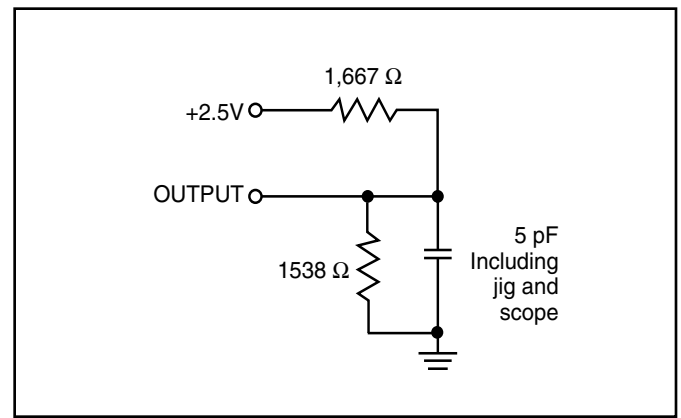 1,667 Ω
+2.5V
OUTPUT
1538 Ω
5 pF
Including
jig and
scope